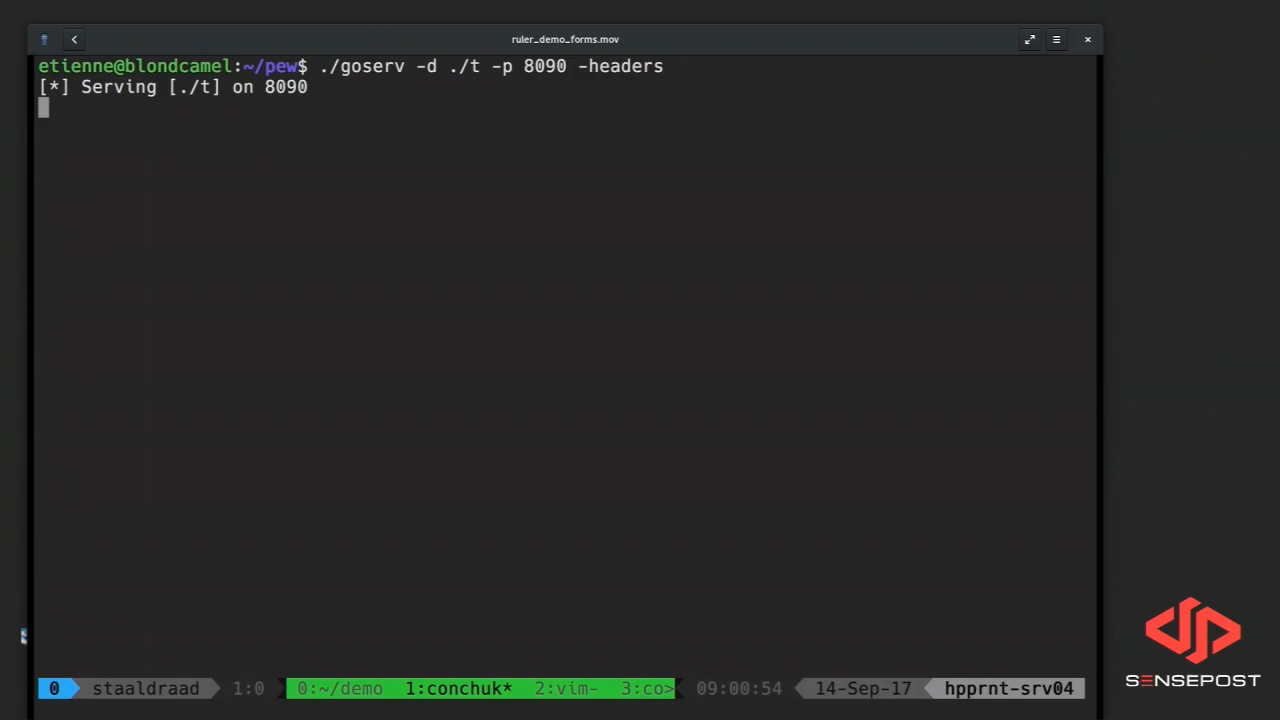 ruler_demo_forms.mov
etienne@blondcamel:~/pew$ ./goserv -d ./t -p 8090 -headers
[*] Serving [./t] on 8090
0 staaldraad 1:0 0:~/demo 1:conchuk* 2:vim- 3:co> 09:00:54 14-Sep-17 hpprnt-srv04
SENSEPOST